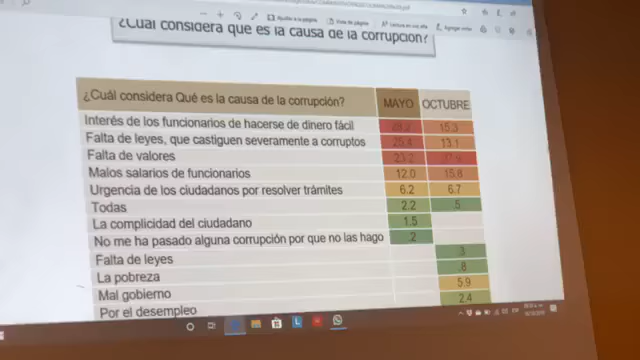 ¿Cuál considera que es la causa de la corrupción?
¿Cuál considera Qué es la causa de la corrupción? MAYO OCTUBRE
Interés de los funcionarios de hacerse de dinero fácil 15.3
Falta de leyes, que castiguen severamente a corruptos 25.4 13.1
Falta de valores 23.2
Malos salarios de funcionarios 12.0 15.8
Urgencia de los ciudadanos por resolver trámites 6.2 6.7
Todas 2.2 .5
La complicidad del ciudadano 1.5
No me ha pasado alguna corrupción por que no las hago .2
Falta de leyes .3
La pobreza .8
Mal gobierno 5.9
Por el desempleo 2.4